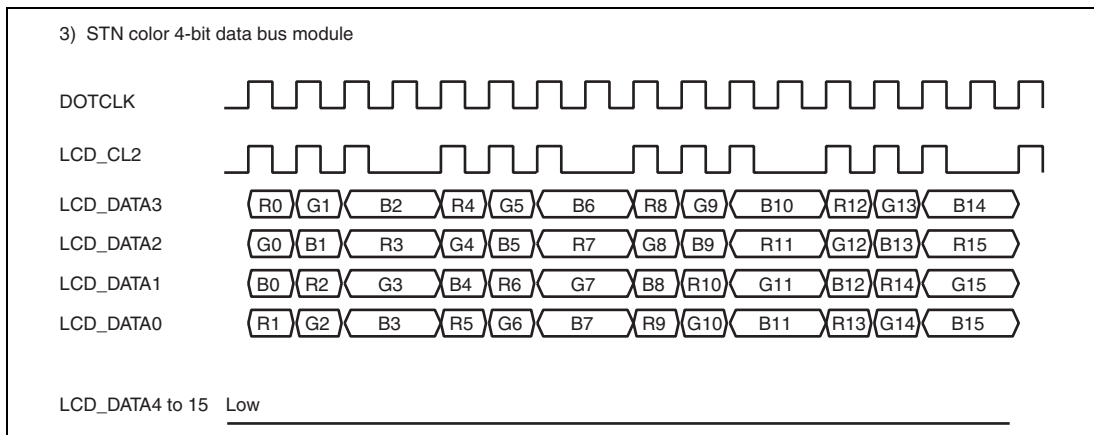 3) STN color 4-bit data bus module
DOTCLK
LCD_CL2
LCD_DATA3 R0 G1 B2 R4 G5 B6 R8 G9 B10 R12 G13 B14
LCD_DATA2 G0 B1 R3 G4 B5 R7 G8 B9 R11 G12 B13 R15
LCD_DATA1 B0 R2 G3 B4 R6 G7 B8 R10 G11 B12 R14 G15
LCD_DATA0 R1 G2 B3 R5 G6 B7 R9 G10 B11 R13 G14 B15
LCD_DATA4 to 15 Low